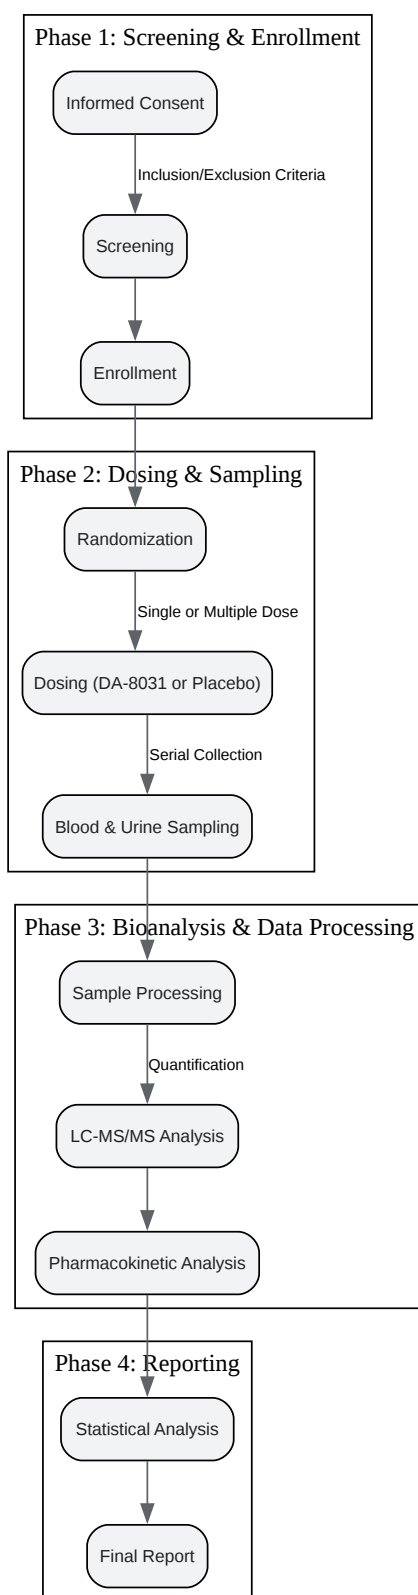 Phase 1: Screening & Enrollment
Informed Consent
Inclusion/Exclusion Criteria
Screening
Enrollment
Phase 2: Dosing & Sampling
Randomization
Single or Multiple Dose
Dosing (DA-8031 or Placebo)
Serial Collection
Blood & Urine Sampling
Phase 3: Bioanalysis & Data Processing
Sample Processing
Quantification
LC-MS/MS Analysis
Pharmacokinetic Analysis
Phase 4: Reporting
Statistical Analysis
Final Report